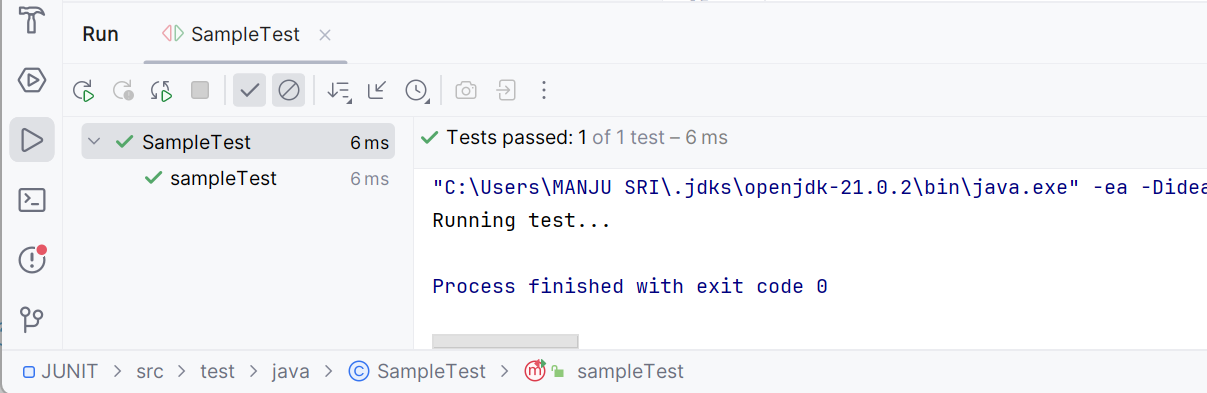 Run SampleTest
SampleTest 6 ms
sampleTest 6 ms
Tests passed: 1 of 1 test – 6 ms
"C:\Users\MANJU SRI\.jdks\openjdk-21.0.2\bin\java.exe" -ea -Didea
Running test...
Process finished with exit code 0
JUNIT > src > test > java > SampleTest > sampleTest